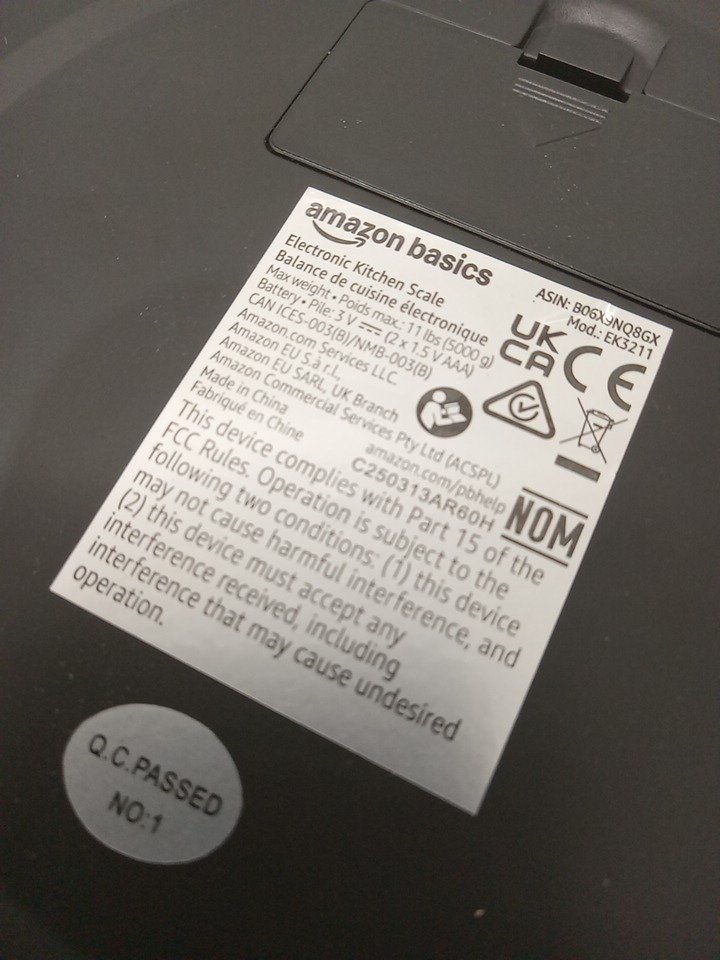 amazon basics
Electronic Kitchen Scale
Balance de cuisine électronique
Max weight • Poids max.: 11 lbs (5000 g)
Battery • Pile: 3 V ⎓ (2 x 1.5 V AAA)
CAN ICES-003(B)/NMB-003(B)
Amazon.com Services LLC.
Amazon EU S.à r.l,
Amazon EU SARL, UK Branch
Amazon Commercial Services Pty Ltd (ACSPL)
Made in China
Fabriqué en Chine
ASIN: B06X9NQ8GX
Mod.: EK3211
UK
CA
CE
amazon.com/pbhelp
C250313AR60H
NOM
This device complies with Part 15 of the
FCC Rules. Operation is subject to the
following two conditions: (1) this device
may not cause harmful interference, and
(2) this device must accept any
interference received, including
interference that may cause undesired
operation.
Q.C.PASSED
NO:1